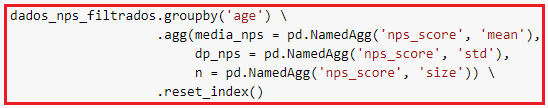 dados_nps_filtrados.groupby('age') \
.agg(media_nps = pd.NamedAgg('nps_score', 'mean'),
dp_nps = pd.NamedAgg('nps_score', 'std'),
n = pd.NamedAgg('nps_score', 'size')) \
.reset_index()